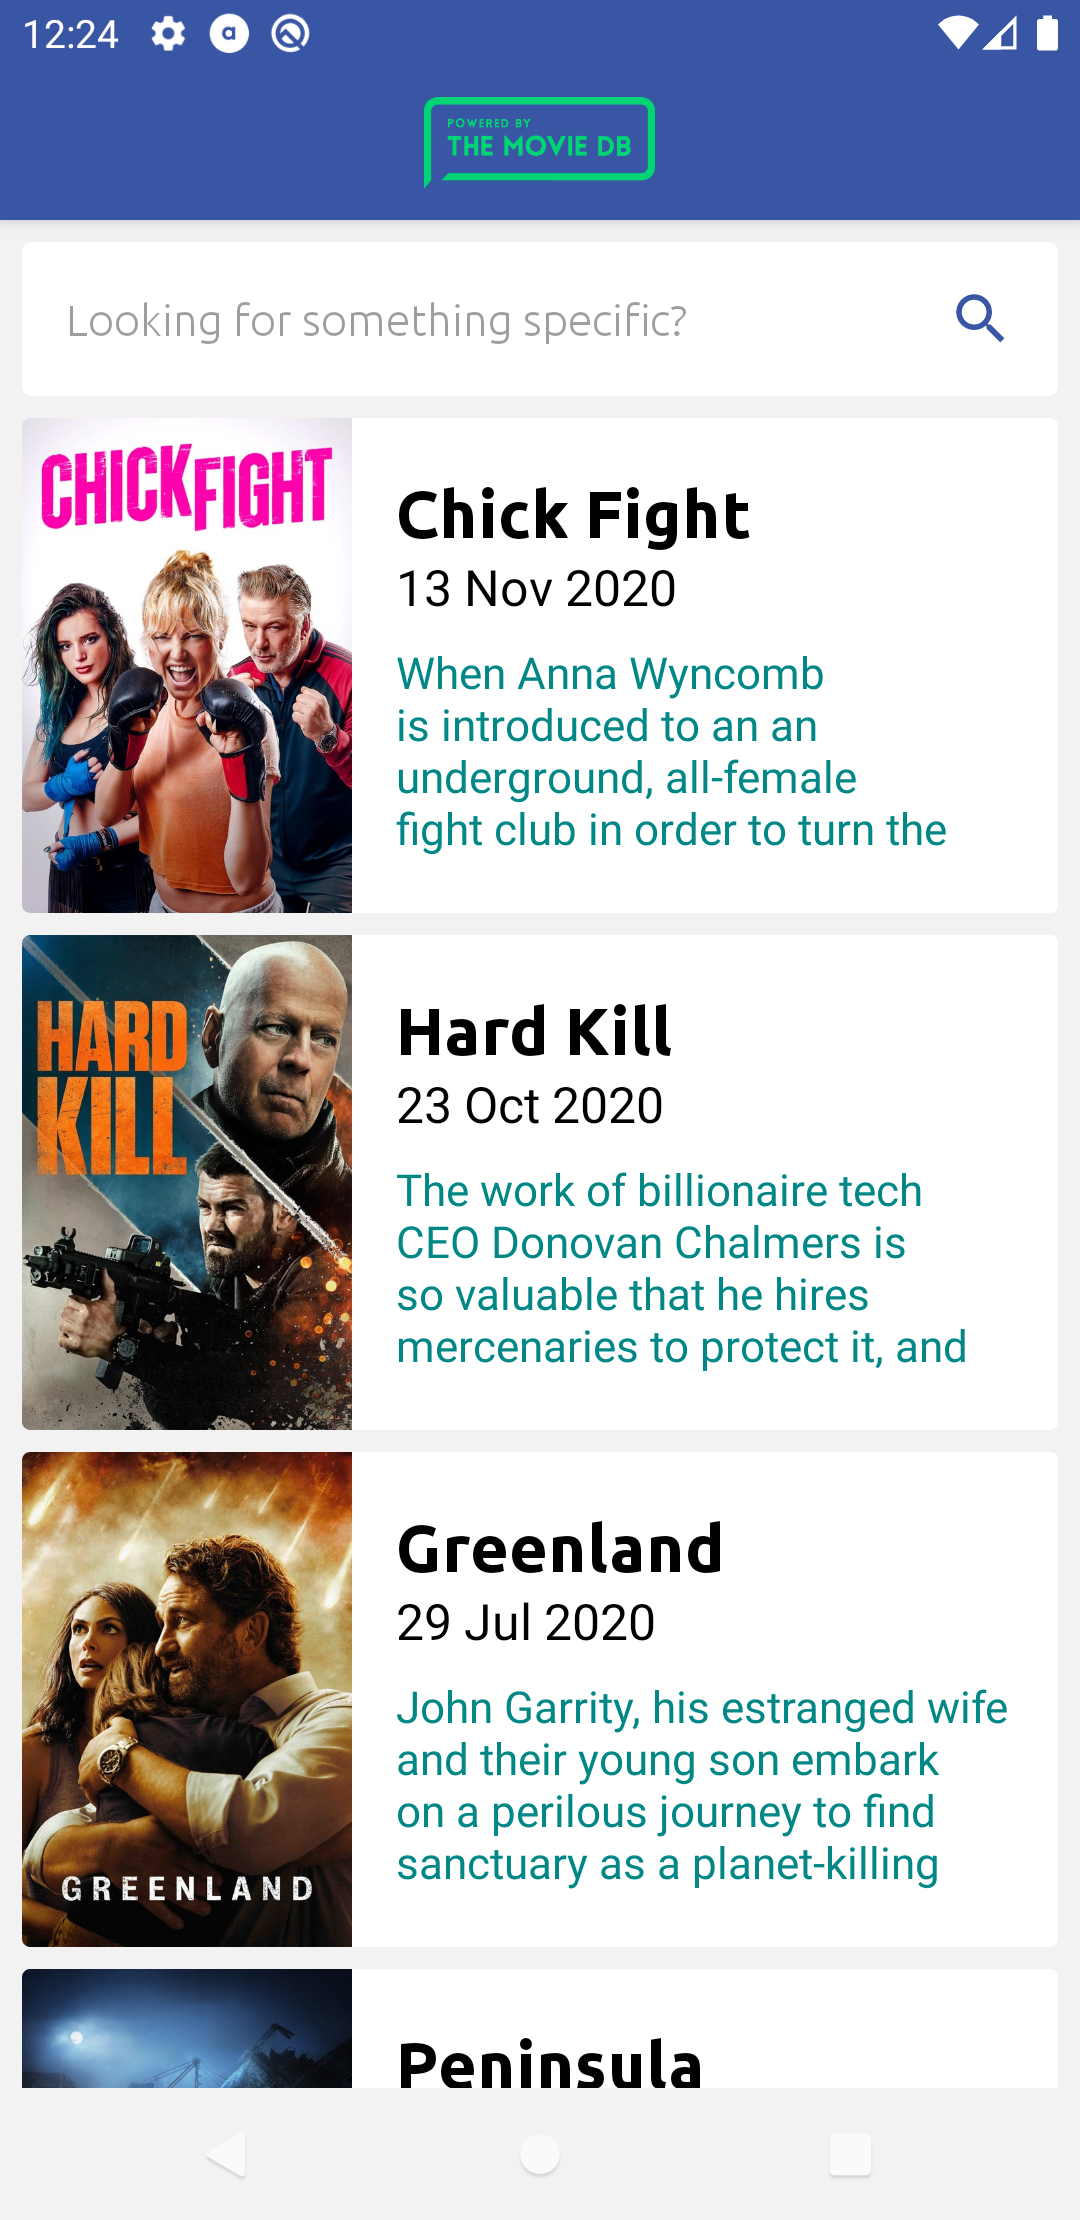 12:24
POWERED BY
THE MOVIE DB
Looking for something specific?
CHICKFIGHT
Chick Fight
13 Nov 2020
When Anna Wyncomb
is introduced to an an
underground, all-female
fight club in order to turn the
HARD
KILL
Hard Kill
23 Oct 2020
The work of billionaire tech
CEO Donovan Chalmers is
so valuable that he hires
mercenaries to protect it, and
GREENLAND
Greenland
29 Jul 2020
John Garrity, his estranged wife
and their young son embark
on a perilous journey to find
sanctuary as a planet-killing
Peninsula